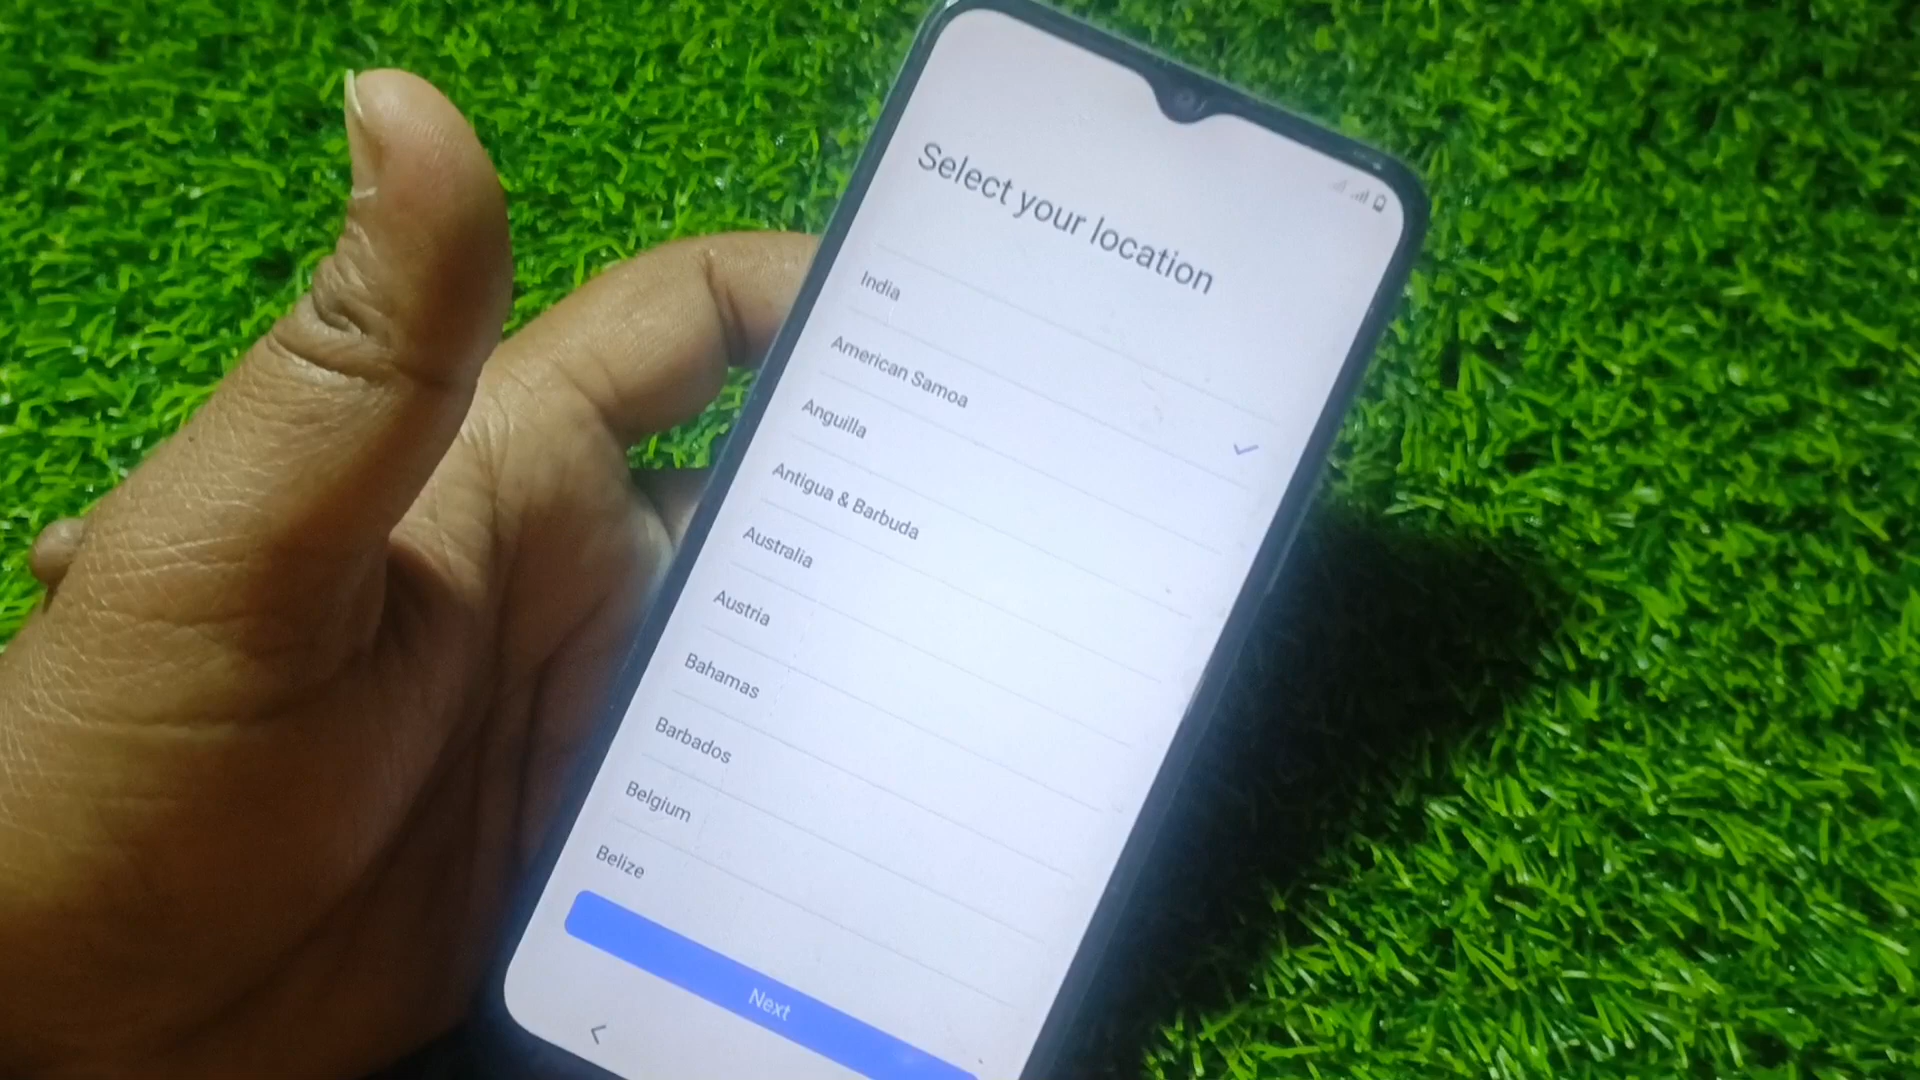 Select your location
India
American Samoa
Anguilla
Antigua & Barbuda
Australia
Austria
Bahamas
Barbados
Belgium
Belize
Next